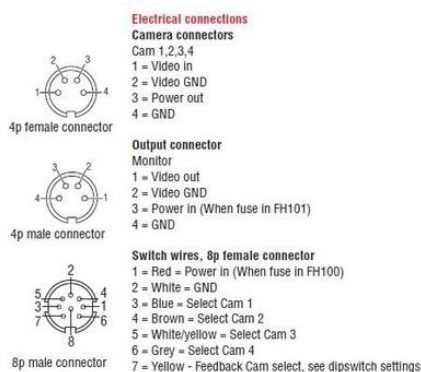 Electrical connections
Camera connectors
Cam 1,2,3,4
1 = Video in
2 = Video GND
3 = Power out
4 = GND
2 3
1 4
4p female connector
Output connector
Monitor
1 = Video out
2 = Video GND
3 = Power in (When fuse in FH101)
4 = GND
3 2
4 1
4p male connector
Switch wires, 8p female connector
1 = Red = Power in (When fuse in FH100)
2 = White = GND
3 = Blue = Select Cam 1
4 = Brown = Select Cam 2
5 = White/yellow = Select Cam 3
6 = Grey = Select Cam 4
7 = Yellow - Feedback Cam select, see dipswitch settings
2
5 4
3 1
7 6
8
8p male connector